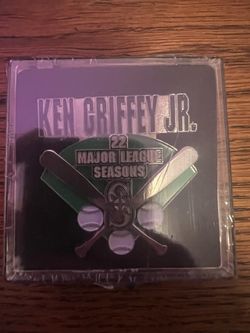 KEN GRIFFEY JR.
22
MAJOR LEAGUE
SEASONS